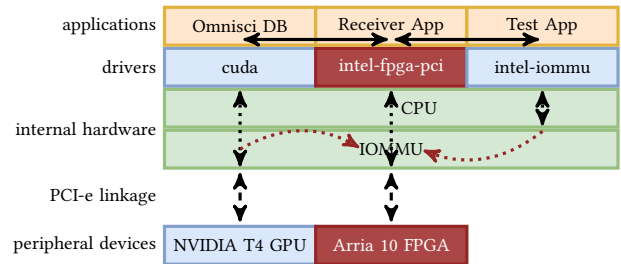 applications Omnisci DB Receiver App Test App
drivers cuda intel-fpga-pci intel-iommu
CPU
internal hardware
IOMMU
PCI-e linkage
peripheral devices NVIDIA T4 GPU Arria 10 FPGA